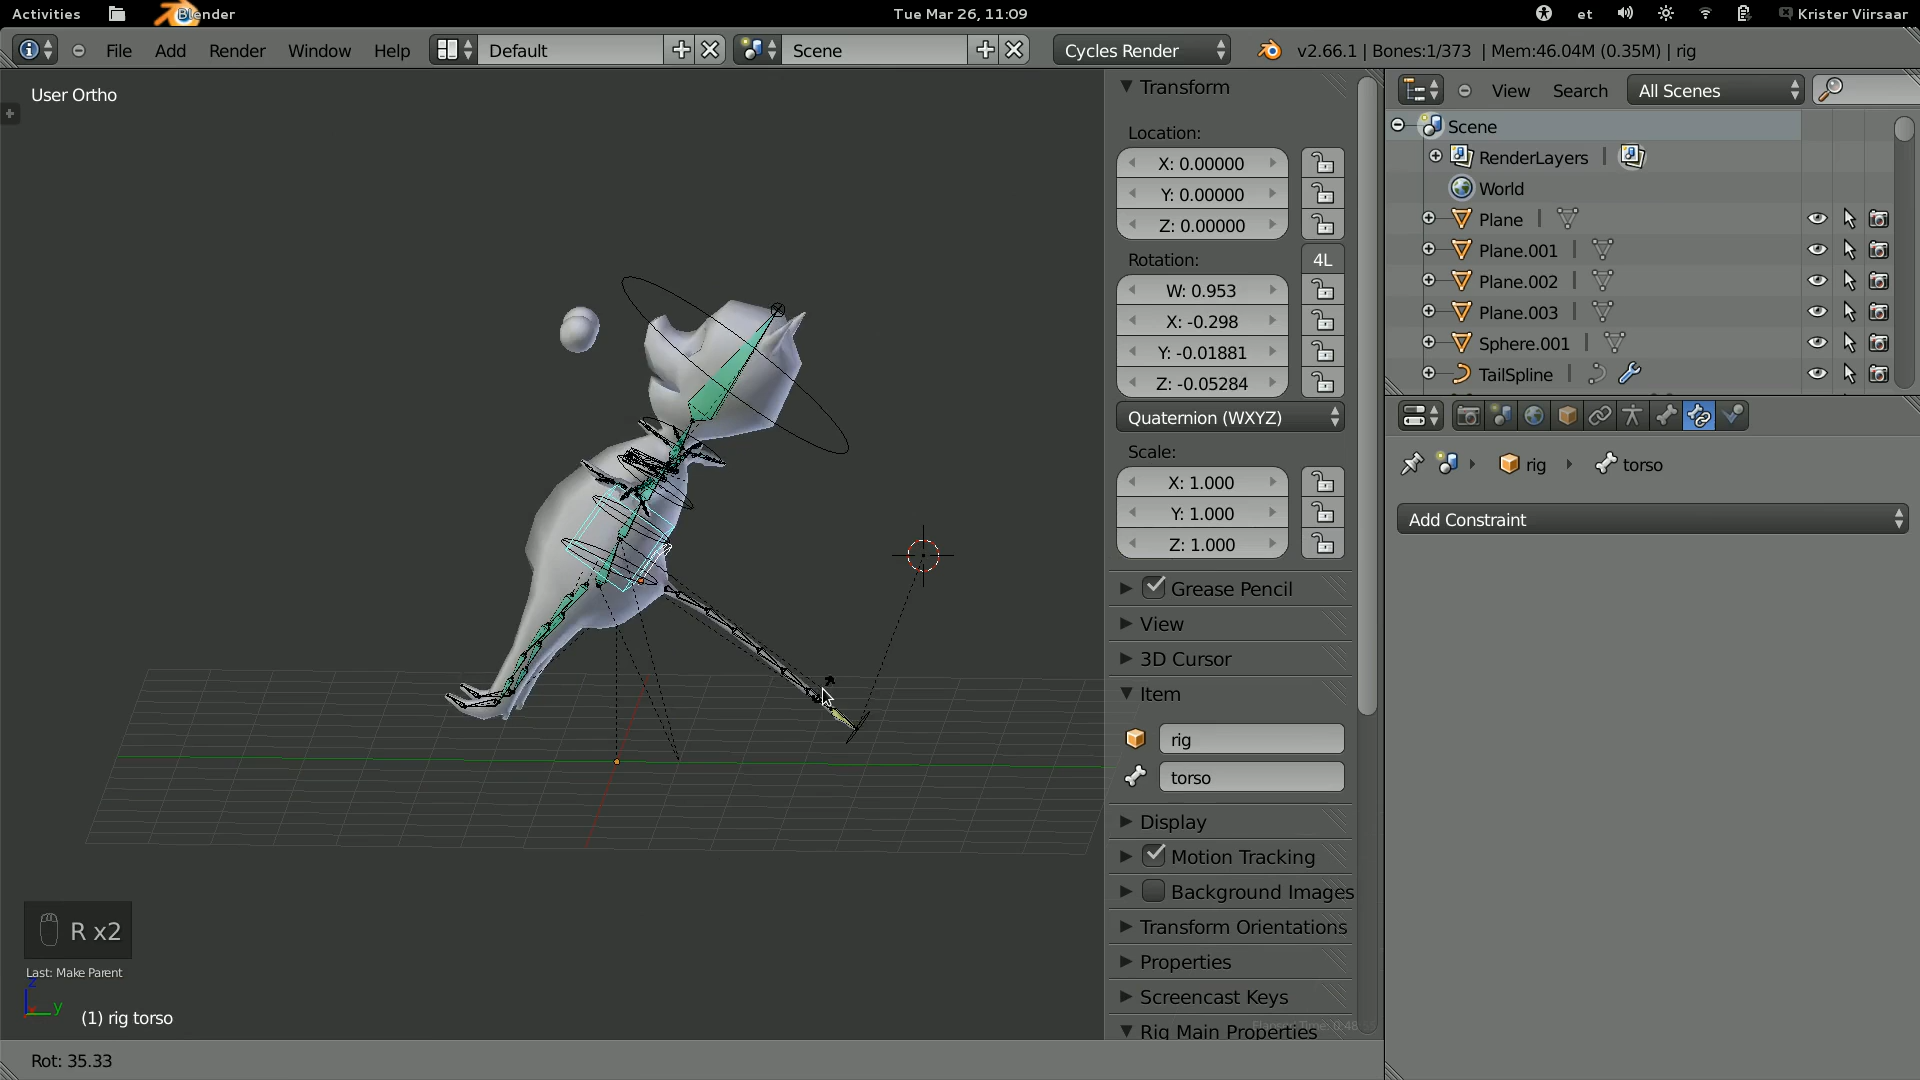 Activities Blender Tue Mar 26, 11:09 et Krister Viirsaar
File Add Render Window Help Default Scene Cycles Render v2.66.1 | Bones:1/373 | Mem:46.04M (0.35M) | rig
User Ortho
Transform
Location:
X: 0.00000
Y: 0.00000
Z: 0.00000
Rotation: 4L
W: 0.953
X: -0.298
Y: -0.01881
Z: -0.05284
Quaternion (WXYZ)
Scale:
X: 1.000
Y: 1.000
Z: 1.000
Grease Pencil
View
3D Cursor
Item
rig
torso
Display
Motion Tracking
Background Images
Transform Orientations
Properties
Screencast Keys
Rig Main Properties
View Search All Scenes
Scene
RenderLayers |
World
Plane |
Plane.001 |
Plane.002 |
Plane.003 |
Sphere.001 |
TailSpline |
rig torso
Add Constraint
R x2
Last: Make Parent
z
y
(1) rig torso
Rot: 35.33